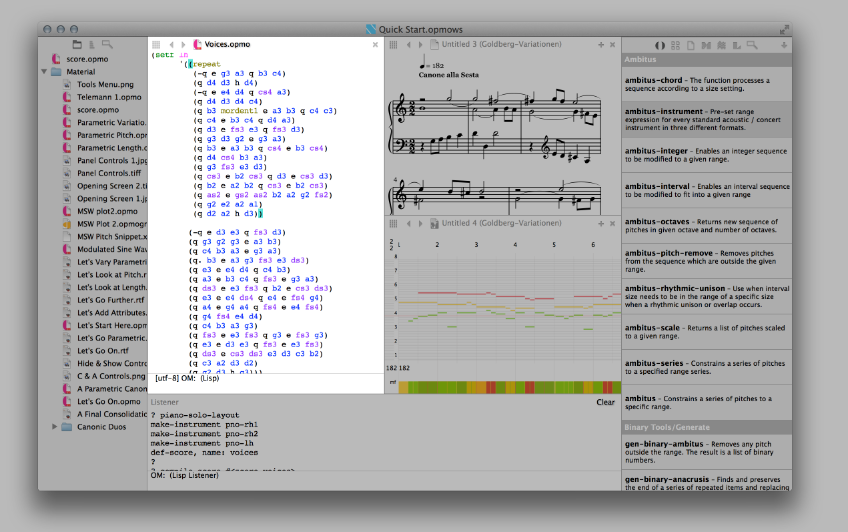 Quick Start.opmows
score.opmo
Material
Tools Menu.png
Telemann 1.opmo
score.opmo
Parametric Variatio.
Parametric Pitch.opr
Parametric Length.c
Panel Controls 1.jpg
Panel Controls.tiff
Opening Screen 2.ti
Opening Screen 1.j
MSW plot2.opmo
MSW Plot 2.opmogr
MSW Pitch Snippet.x
Modulated Sine Wav
Let's Vary Parametri
Let's Look at Pitch.r
Let's Look at Length.
Let's Go Further.rtf
Let's Add Attributes.
Let's Start Here.opm
Let's Go Parametric.
Let's Go On.rtf
Hide & Show Contro
C & A Controls.png
A Parametric Canon
Let's Go On.opmo
A Final Consolidatio
Canonic Duos
Voices.opmo
(setf in
'((repeat
(-q e g3 a3 q b3 c4)
(q d4 d3 h d4)
(-q e e4 d4 q cs4 a3)
(q d4 d3 d4 c4)
(q b3 mordent1 e a3 b3 q c4 c3)
(q c4 e b3 c4 q d4 a3)
(q d3 e fs3 e3 q fs3 d3)
(q g3 d3 g2 e g3 a3)
(q b3 e a3 b3 q cs4 e b3 cs4)
(q d4 cs4 b3 a3)
(q g3 fs3 e3 d3)
(q cs3 e b2 cs3 q d3 e cs3 d3)
(q b2 e a2 b2 q cs3 e b2 cs3)
(q as2 e gs2 as2 b2 a2 g2 fs2)
(q g2 e2 a2 a1)
(q d2 a2 h d3))
(-q e d3 e3 q fs3 d3)
(q g3 g2 g3 e a3 b3)
(q c4 b3 a3 e g3 a3)
(q. b3 e a3 g3 fs3 e3 ds3)
(q e3 e e4 d4 q c4 b3)
(q a3 e b3 c4 q fs3 e g3 a3)
(q ds3 e e3 fs3 q b2 e cs3 ds3)
(q e3 e e4 ds4 q e4 e fs4 g4)
(q a4 e g4 a4 q fs4 e e4 fs4)
(q g4 fs4 e4 d4)
(q c4 b3 a3 g3)
(q fs3 e e3 fs3 q g3 e fs3 g3)
(q e3 e d3 e3 q fs3 e e3 fs3)
(q ds3 e cs3 ds3 e3 d3 c3 b2)
(q c3 a2 d3 d2)
(q g2 d3 h g3)))
[utf-8] OM: (Lisp)
Untitled 3 (Goldberg-Variationen)
= 182
Canone alla Sesta
4
Untitled 4 (Goldberg-Variationen)
2
2
1 2 3 4 5 6
8
7
6
5
4
3
2
1
182 182
mf
Listener
Clear
? piano-solo-layout
make-instrument pno-rh1
make-instrument pno-rh2
make-instrument pno-lh
def-score, name: voices
?
? compile-score #<score voices>
OM: (Lisp Listener)
Ambitus
ambitus-chord – The function processes a
sequence according to a size setting.
ambitus-instrument – Pre-set range
expression for every standard acoustic / concert
instrument in three different formats.
ambitus-integer – Enables an integer sequence
to be modified to a given range.
ambitus-interval – Enables an interval sequence
to be modified to fit into a given range
ambitus-octaves – Returns new sequence of
pitches in given octave and number of octaves.
ambitus-pitch-remove – Removes pitches
from the sequence which are outside the given
range.
ambitus-rhythmic-unison – Use when interval
size needs to be in the range of a specific size
when a rhythmic unison or overlap occurs.
ambitus-scale – Returns a list of pitches scaled
to a given range.
ambitus-series – Constrains a series of pitches
to a specified range series.
ambitus – Constrains a series of pitches to a
specific range.
Binary Tools/Generate
gen-binary-ambitus – Removes any pitch
outside the range. The result is a list of binary
numbers.
gen-binary-anacrusis – Finds and preserves
the end of a series of repeated items and replacing